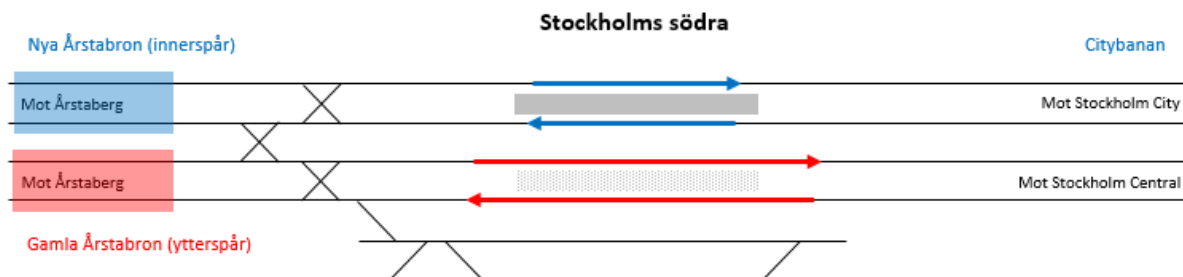 Stockholms södra
Nya Årstabron (innerspår)
Citybanan
Mot Årstaberg
Mot Stockholm City
Mot Årstaberg
Mot Stockholm Central
Gamla Årstabron (ytterspår)